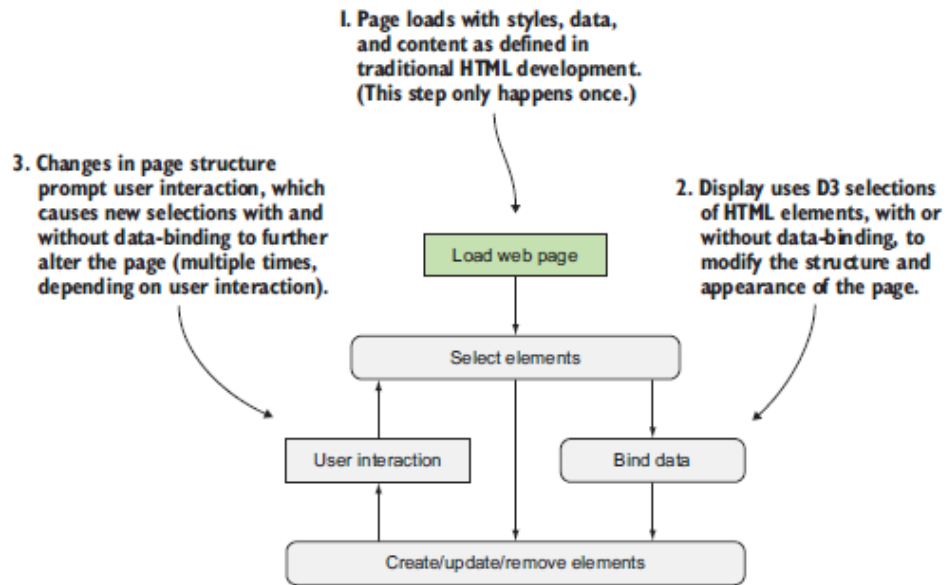 1. Page loads with styles, data,
and content as defined in
traditional HTML development.
(This step only happens once.)
3. Changes in page structure
prompt user interaction, which
causes new selections with and
without data-binding to further
alter the page (multiple times,
depending on user interaction).
2. Display uses D3 selections
of HTML elements, with or
without data-binding, to
modify the structure and
appearance of the page.
Load web page
Select elements
User interaction
Bind data
Create/update/remove elements